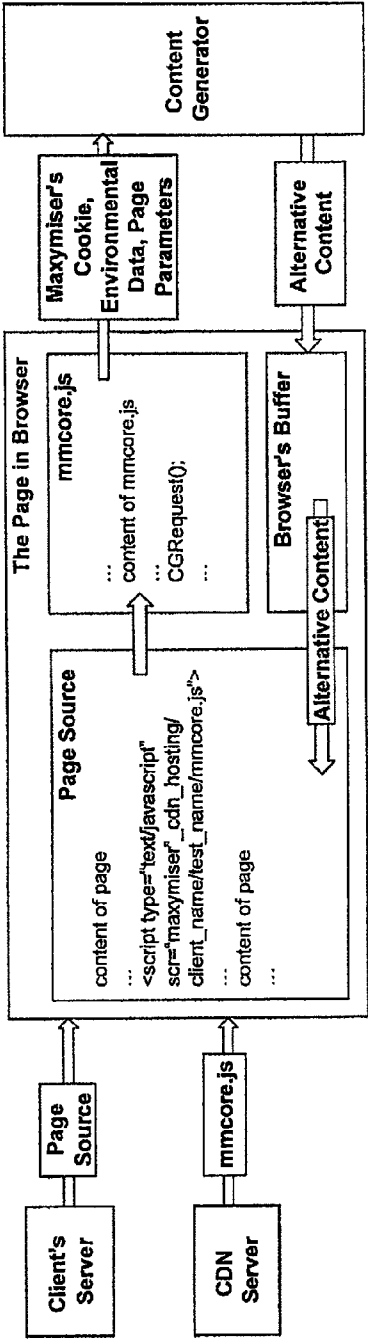 Client's
Server
Page
Source
CDN
Server
mmcore.js
The Page in Browser
Page Source
content of page
...
<script type="text/javascript"
scr="maxymiser"_cdn_hosting/
client_name/test_name/mmcore.js">
...
content of page
...
mmcore.js
...
content of mmcore.js
...
CGRequest();
...
Browser's Buffer
Alternative Content
Maxymiser's
Cookie,
Environmental
Data, Page
Parameters
Alternative
Content
Content
Generator